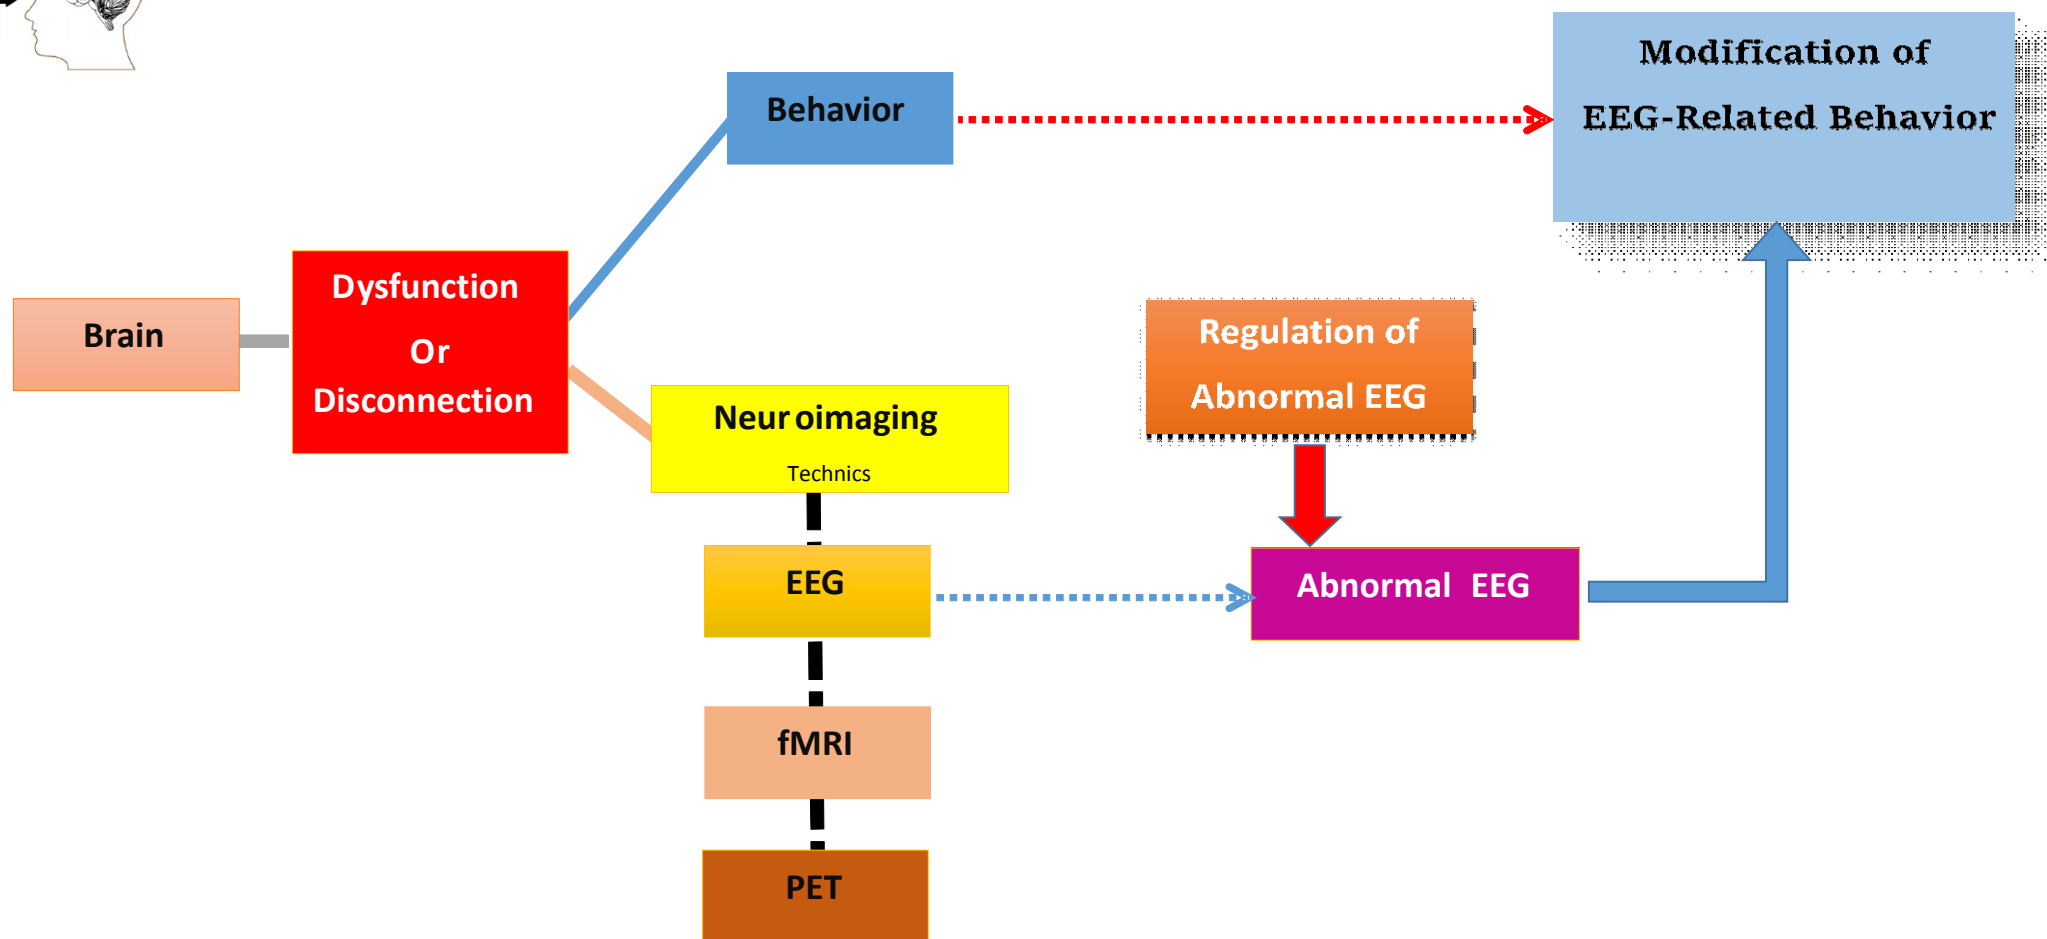 Modification of
EEG-Related Behavior
Behavior
Dysfunction
Or
Disconnection
Brain
Regulation of
Abnormal EEG
Neur oimaging
Technics
EEG
Abnormal EEG
fMRI
PET